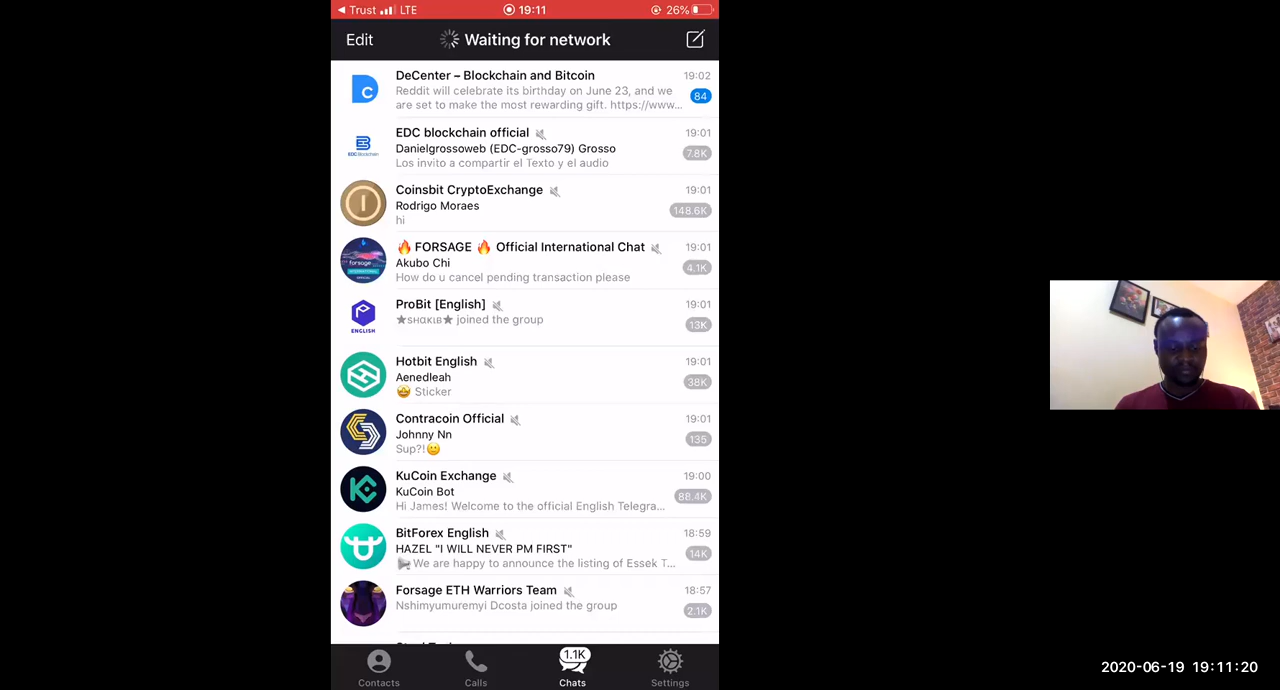 Trust LTE 19:11 26%
Edit Waiting for network
DeCenter – Blockchain and Bitcoin 19:02
Reddit will celebrate its birthday on June 23, and we
are set to make the most rewarding gift. https://www... 84
EDC blockchain official 19:01
Danielgrossoweb (EDC-grosso79) Grosso 7.8K
Los invito a compartir el Texto y el audio
Coinsbit CryptoExchange 19:01
Rodrigo Moraes 148.6K
hi
🔥 FORSAGE 🔥 Official International Chat 19:01
Akubo Chi 4.1K
How do u cancel pending transaction please
ProBit [English] 19:01
★sнαкιв★ joined the group 13K
ENGLISH
Hotbit English 19:01
Aenedleah 38K
🤩 Sticker
Contracoin Official 19:01
Johnny Nn 135
Sup?!🙂
KuCoin Exchange 19:00
KuCoin Bot 88.4K
Hi James! Welcome to the official English Telegra...
BitForex English 18:59
HAZEL "I WILL NEVER PM FIRST" 14K
We are happy to announce the listing of Essek T...
Forsage ETH Warriors Team 18:57
Nshimyumuremyi Dcosta joined the group 2.1K
1.1K
Contacts Calls Chats Settings
2020-06-19 19:11:20